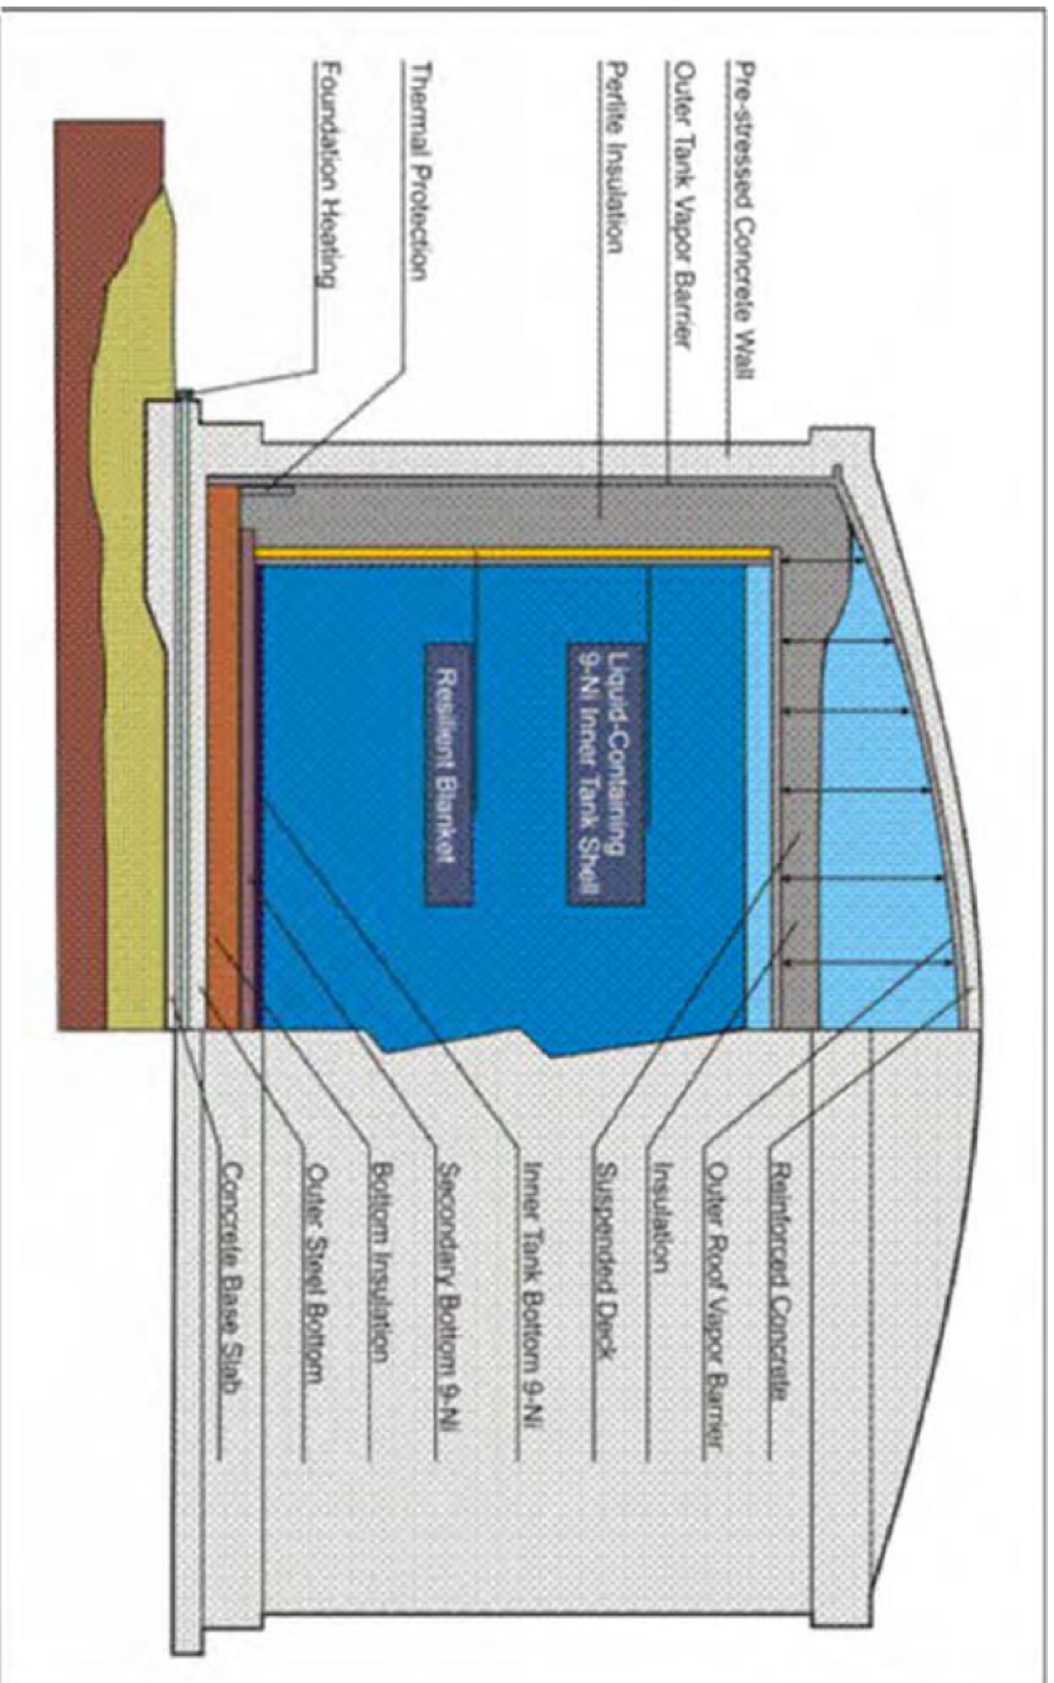 Pre-stressed Concrete Wall
Outer Tank Vapor Barrier
Perlite Insulation
Thermal Protection
Foundation Heating
Liquid-Containing
9-Ni Inner Tank Shell
Resilient Blanket
Reinforced Concrete
Outer Roof Vapor Barrier
Insulation
Suspended Deck
Inner Tank Bottom 9-Ni
Secondary Bottom 9-Ni
Bottom Insulation
Outer Steel Bottom
Concrete Base Slab